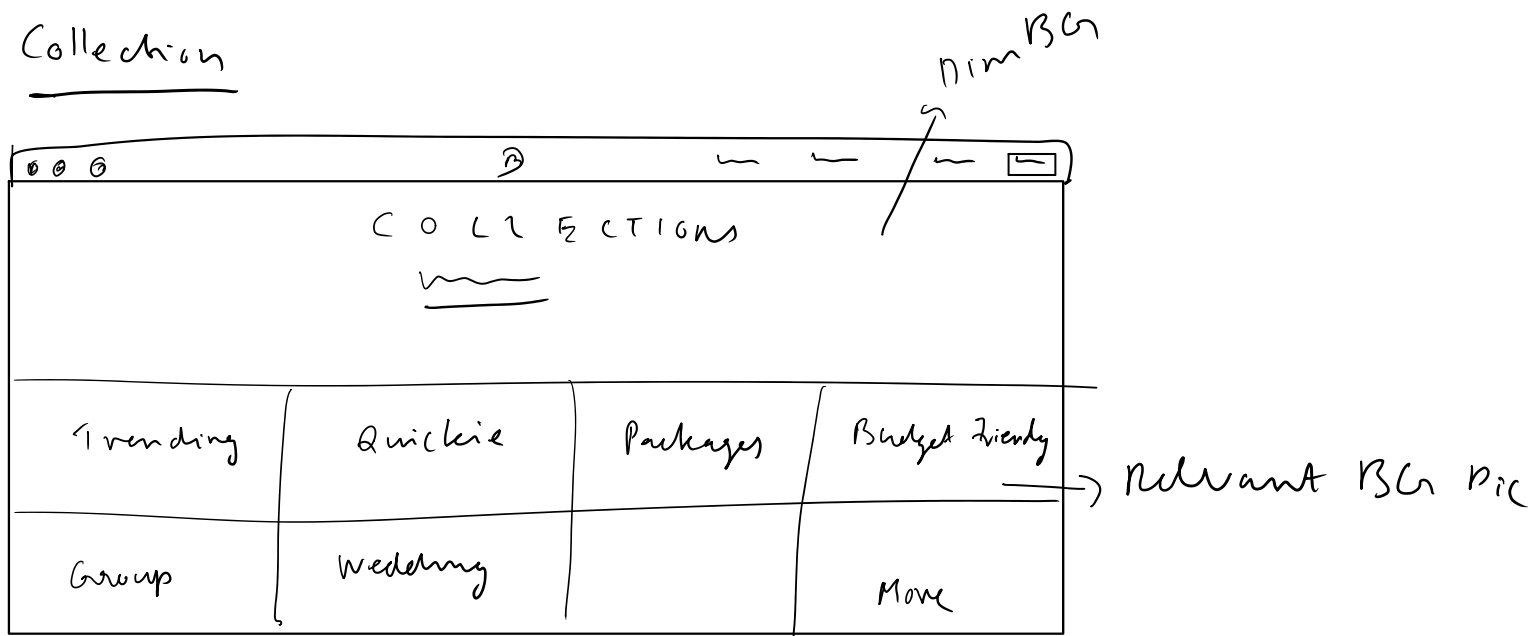 Collection
Dim BG
B
COLLECTIONS
Trending Quickie Packages Budget Friendly
Relevant BG Pic
Group Wedding More